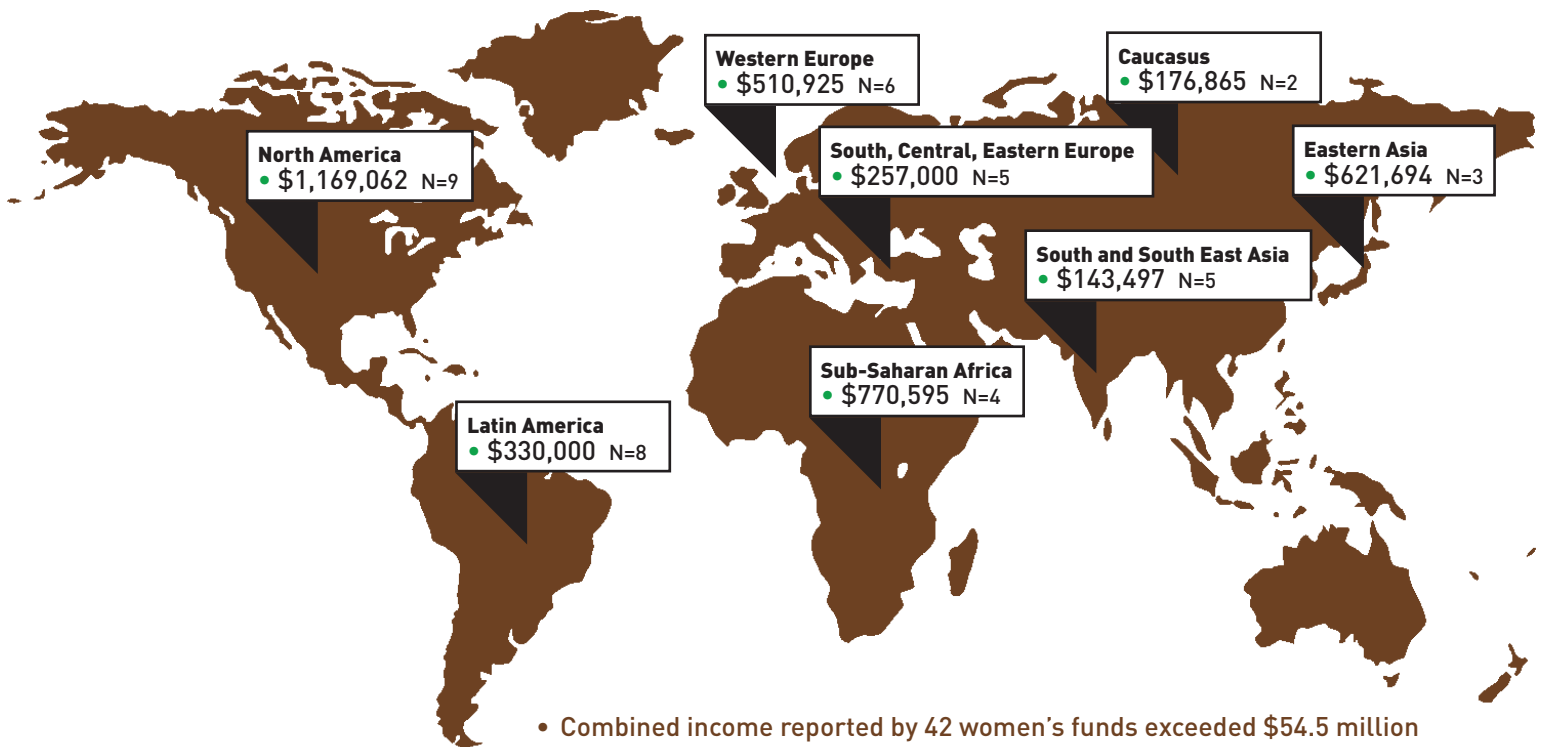 Western Europe
• $510,925 N=6
Caucasus
• $176,865 N=2
North America
• $1,169,062 N=9
South, Central, Eastern Europe
• $257,000 N=5
Eastern Asia
• $621,694 N=3
South and South East Asia
• $143,497 N=5
Sub-Saharan Africa
• $770,595 N=4
Latin America
• $330,000 N=8
• Combined income reported by 42 women’s funds exceeded $54.5 million